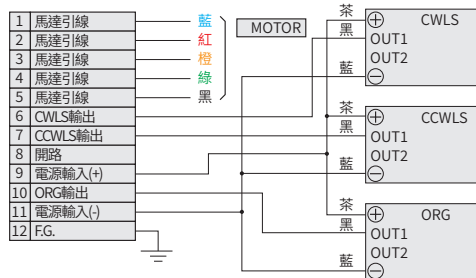 1 馬達引線 藍
2 馬達引線 紅
3 馬達引線 橙
4 馬達引線 綠
5 馬達引線 黑
6 CWLS輸出
7 CCWLS輸出
8 開路
9 電源輸入(+)
10 ORG輸出
11 電源輸入(-)
12 F.G.
MOTOR
茶
黑
藍
CWLS
OUT1
OUT2
茶
黑
藍
CCWLS
OUT1
OUT2
茶
黑
藍
ORG
OUT1
OUT2